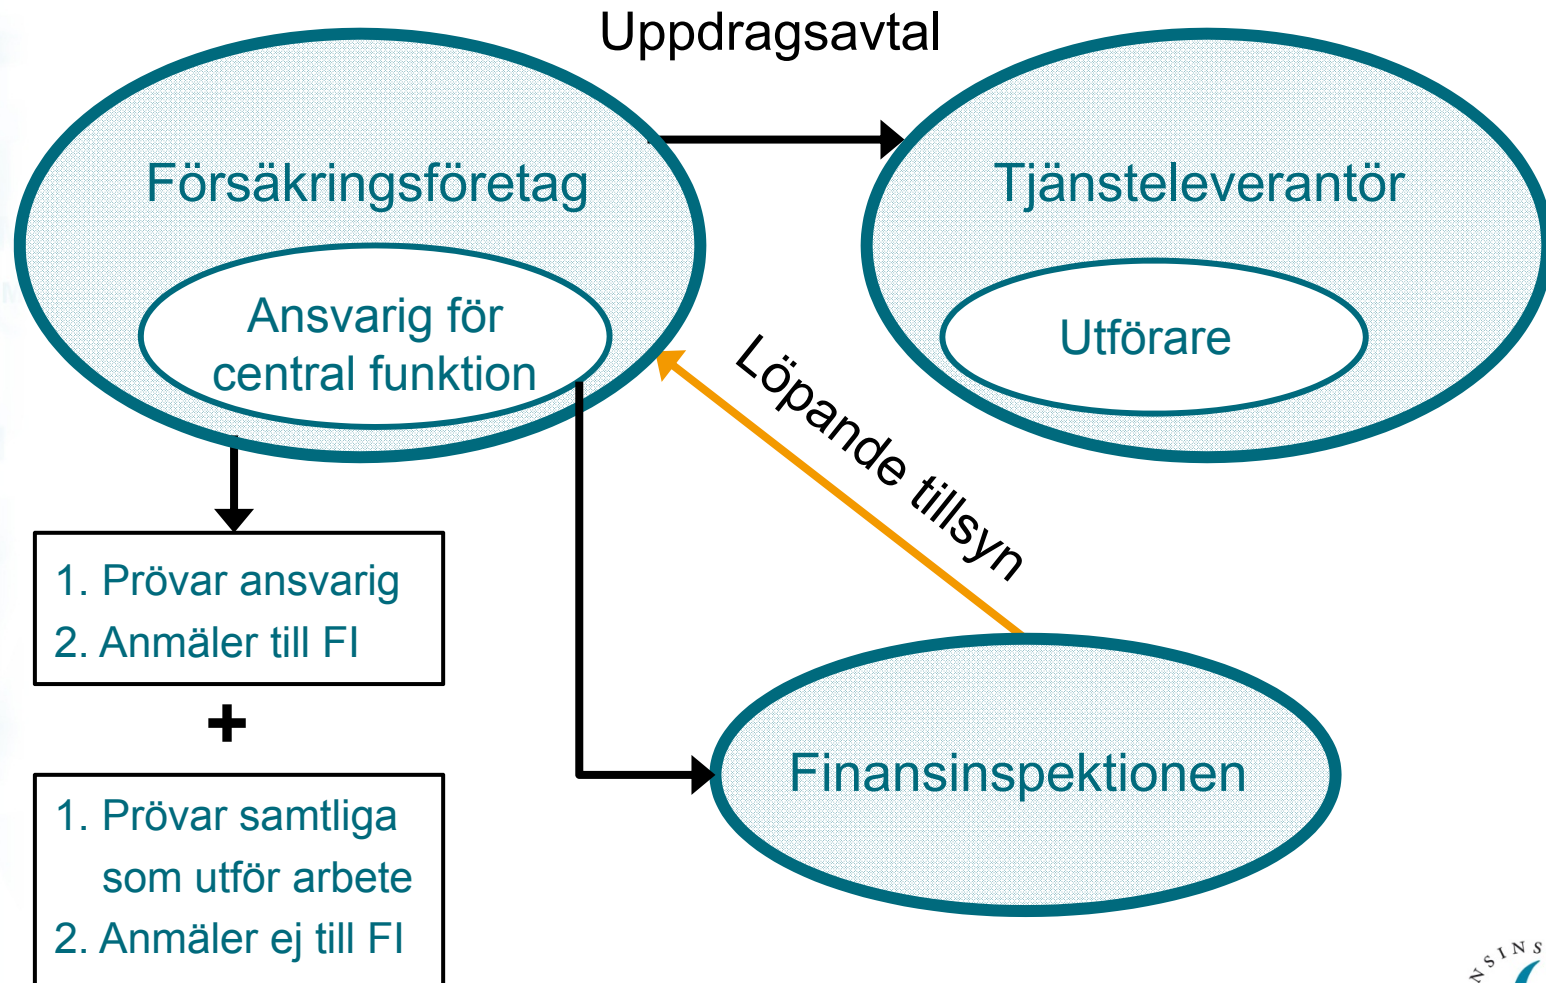 Uppdragsavtal
Försäkringsföretag
Tjänsteleverantör
Ansvarig för
central funktion
Utförare
Löpande tillsyn
1. Prövar ansvarig
2. Anmäler till FI
+
Finansinspektionen
1. Prövar samtliga
som utför arbete
2. Anmäler ej till FI